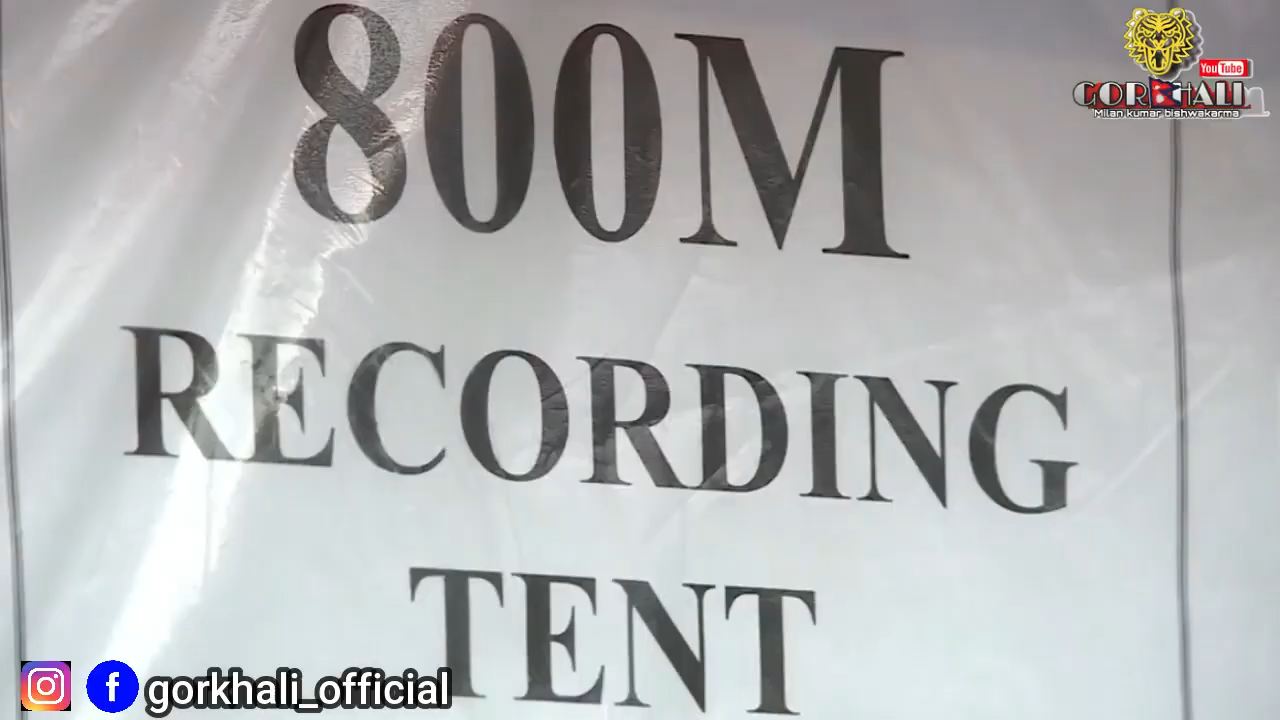 800M
RECORDING
TENT
YouTube
GORKHALI
Milan kumar bishwakarma
gorkhali_official